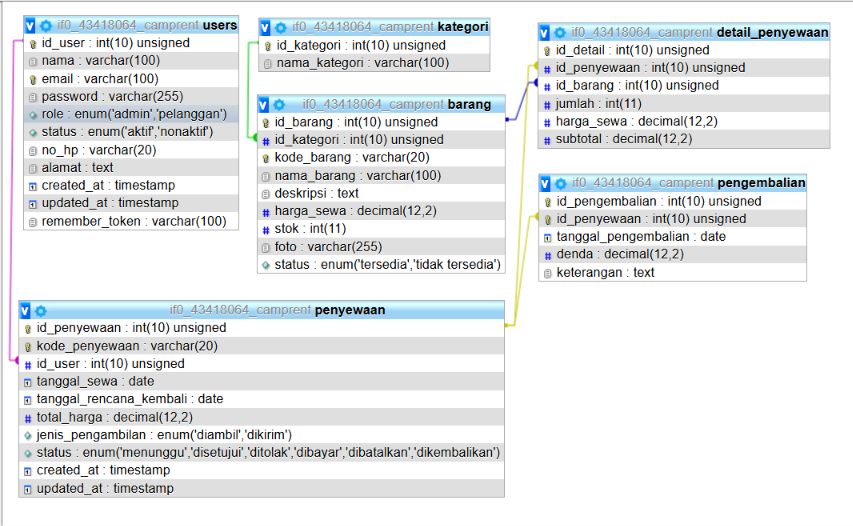 if0_43418064_camprent users
id_user : int(10) unsigned
nama : varchar(100)
email : varchar(100)
password : varchar(255)
role : enum('admin','pelanggan')
status : enum('aktif','nonaktif')
no_hp : varchar(20)
alamat : text
created_at : timestamp
updated_at : timestamp
remember_token : varchar(100)
if0_43418064_camprent kategori
id_kategori : int(10) unsigned
nama_kategori : varchar(100)
if0_43418064_camprent barang
id_barang : int(10) unsigned
id_kategori : int(10) unsigned
kode_barang : varchar(20)
nama_barang : varchar(100)
deskripsi : text
harga_sewa : decimal(12,2)
stok : int(11)
foto : varchar(255)
status : enum('tersedia','tidak tersedia')
if0_43418064_camprent detail_penyewaan
id_detail : int(10) unsigned
id_penyewaan : int(10) unsigned
id_barang : int(10) unsigned
jumlah : int(11)
harga_sewa : decimal(12,2)
subtotal : decimal(12,2)
if0_43418064_camprent pengembalian
id_pengembalian : int(10) unsigned
id_penyewaan : int(10) unsigned
tanggal_pengembalian : date
denda : decimal(12,2)
keterangan : text
if0_43418064_camprent penyewaan
id_penyewaan : int(10) unsigned
kode_penyewaan : varchar(20)
id_user : int(10) unsigned
tanggal_sewa : date
tanggal_rencana_kembali : date
total_harga : decimal(12,2)
jenis_pengambilan : enum('diambil','dikirim')
status : enum('menunggu','disetujui','ditolak','dibayar','dibatalkan','dikembalikan')
created_at : timestamp
updated_at : timestamp